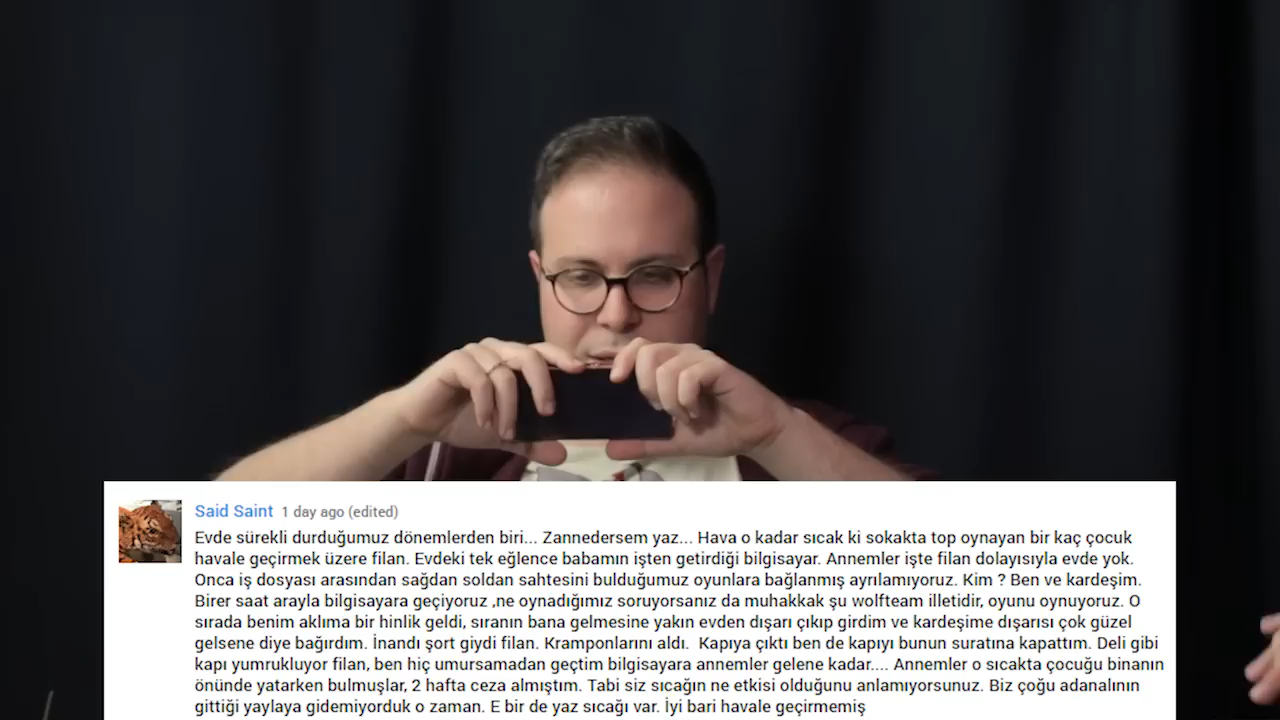 Said Saint 1 day ago (edited)
Evde sürekli durduğumuz dönemlerden biri... Zannedersem yaz... Hava o kadar sıcak ki sokakta top oynayan bir kaç çocuk
havale geçirmek üzere filan. Evdeki tek eğlence babamın işten getirdiği bilgisayar. Annemler işte filan dolayısıyla evde yok.
Onca iş dosyası arasından sağdan soldan sahtesini bulduğumuz oyunlara bağlanmış ayrılamıyoruz. Kim ? Ben ve kardeşim.
Birer saat arayla bilgisayara geçiyoruz ,ne oynadığımız soruyorsanız da muhakkak şu wolfteam illetidir, oyunu oynuyoruz. O
sırada benim aklıma bir hinlik geldi, sıranın bana gelmesine yakın evden dışarı çıkıp girdim ve kardeşime dışarısı çok güzel
gelsene diye bağırdım. İnandı şort giydi filan. Kramponlarını aldı.  Kapıya çıktı ben de kapıyı bunun suratına kapattım. Deli gibi
kapı yumrukluyor filan, ben hiç umursamadan geçtim bilgisayara annemler gelene kadar.... Annemler o sıcakta çocuğu binanın
önünde yatarken bulmuşlar, 2 hafta ceza almıştım. Tabi siz sıcağın ne etkisi olduğunu anlamıyorsunuz. Biz çoğu adanalının
gittiği yaylaya gidemiyorduk o zaman. E bir de yaz sıcağı var. İyi bari havale geçirmemiş